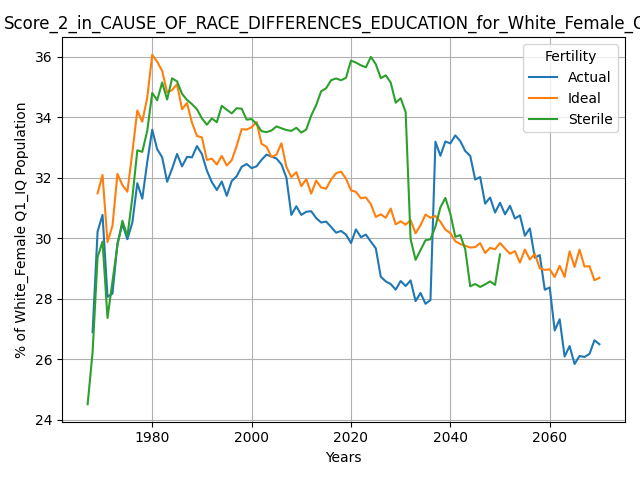 Score_2_in_CAUSE_OF_RACE_DIFFERENCES_EDUCATION_for_White_Female_
Fertility
Actual
Ideal
Sterile
% of White_Female Q1_IQ Population
36
34
32
30
28
26
24
1980
2000
2020
2040
2060
Years